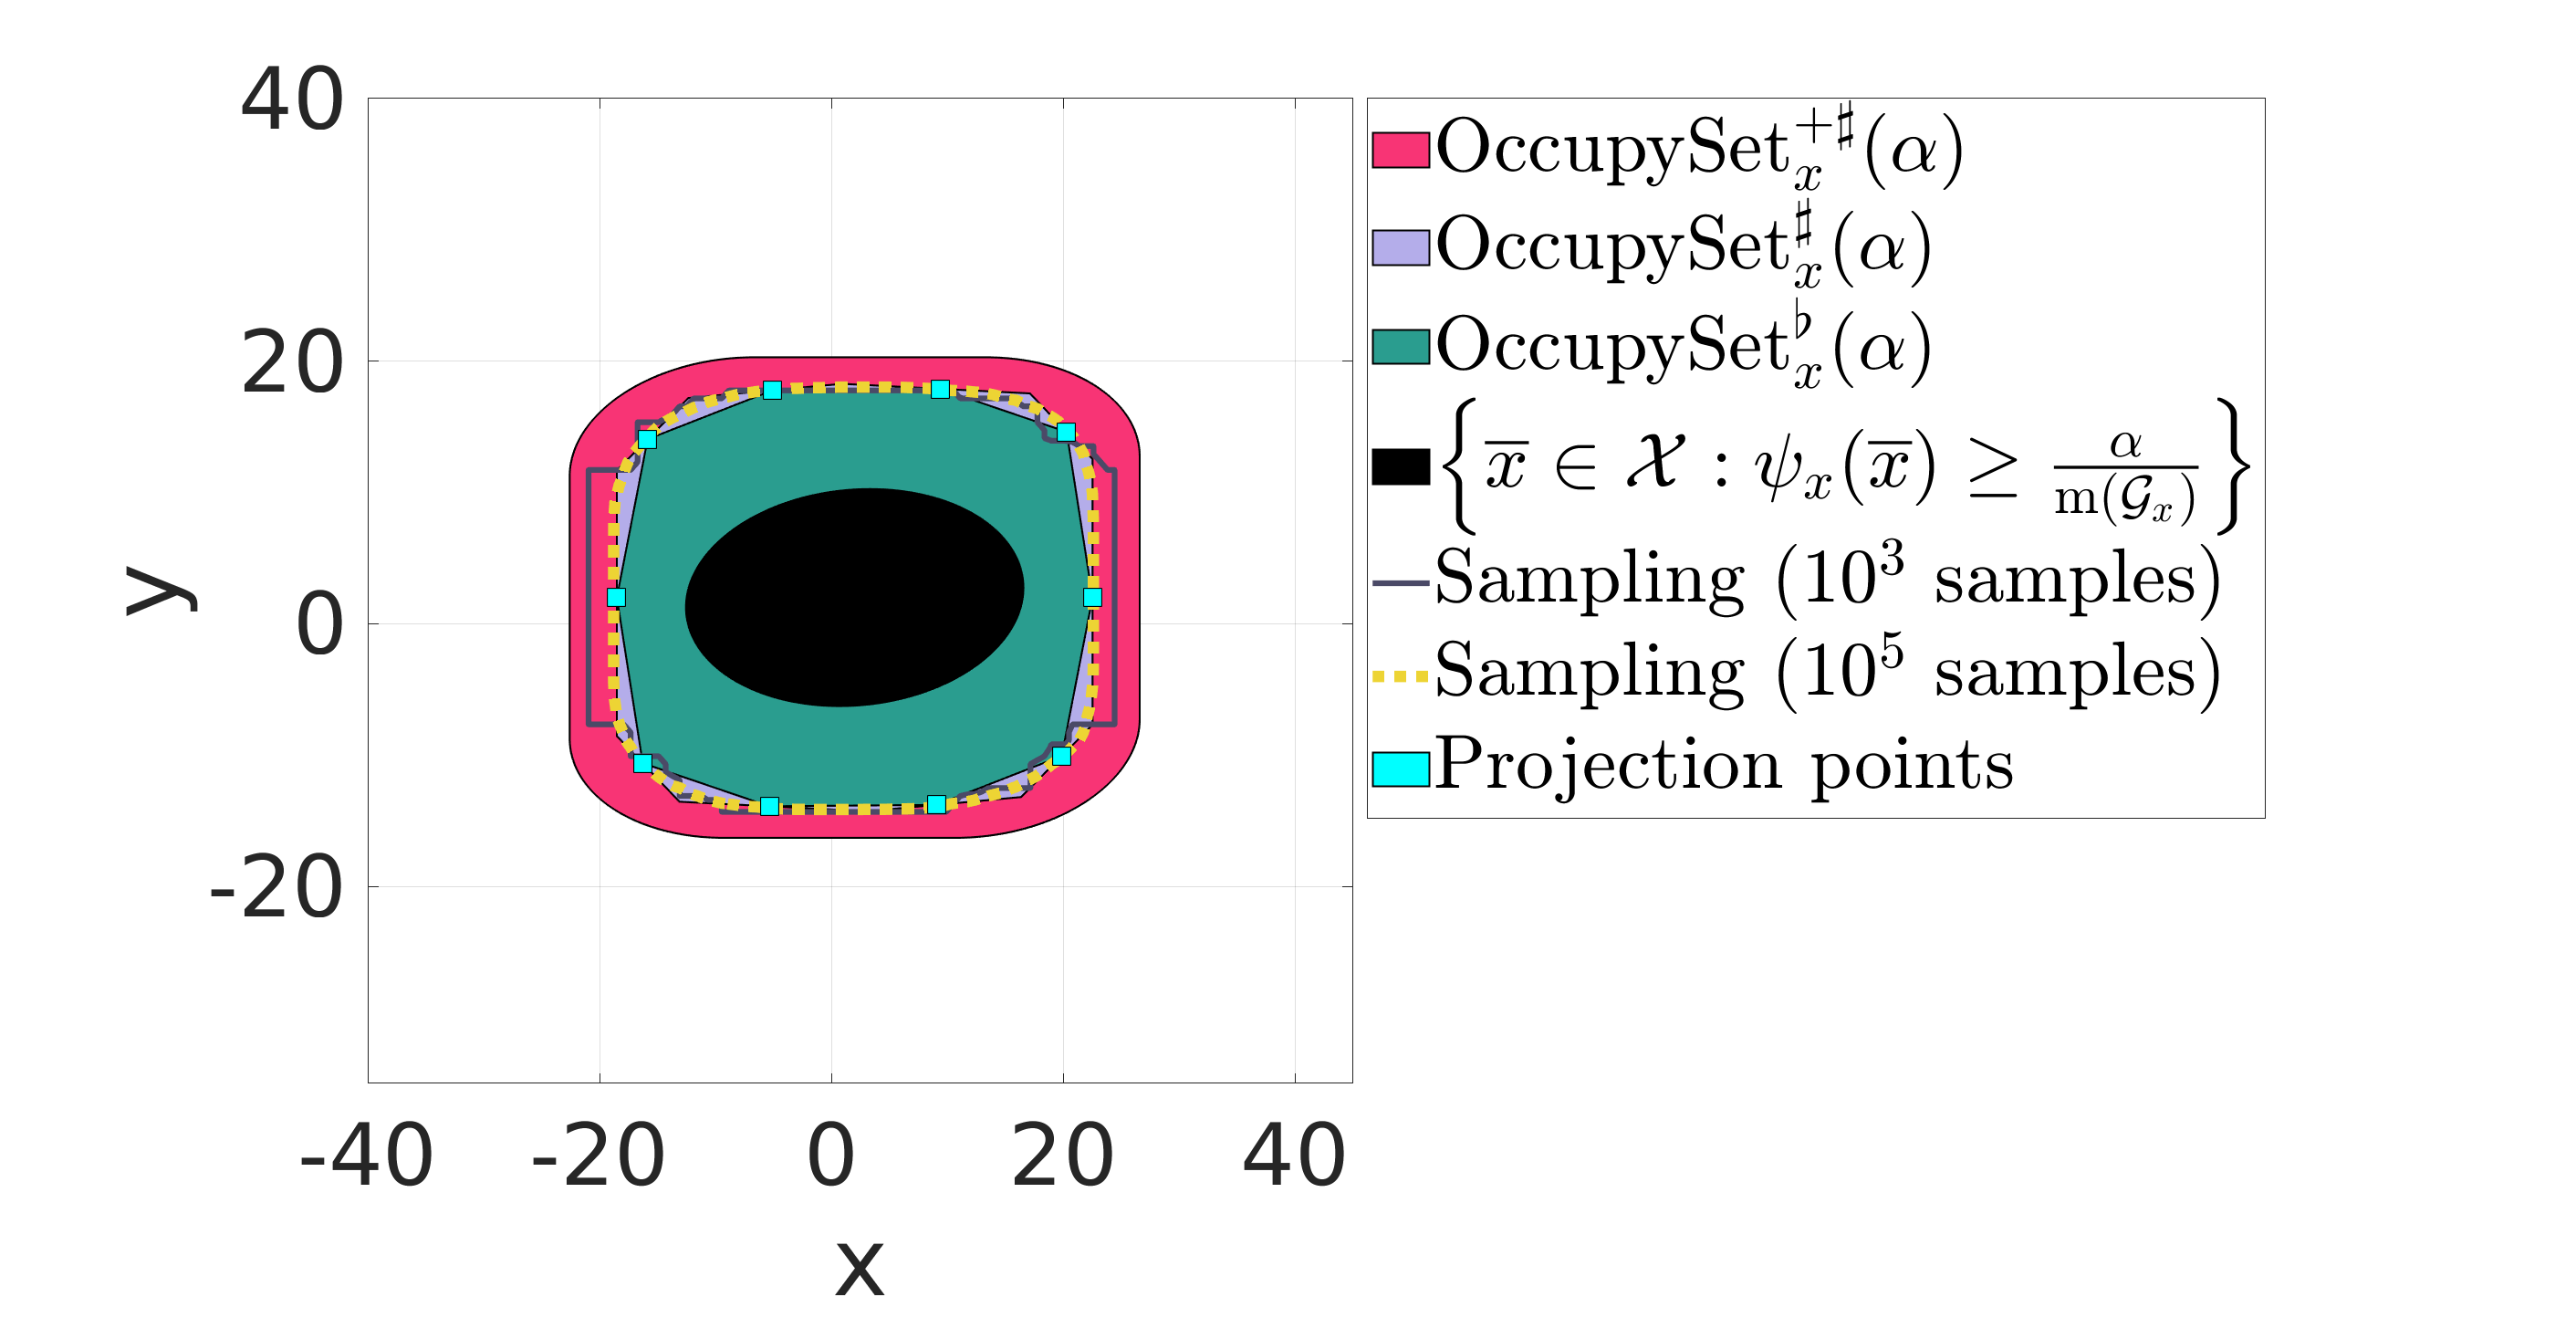 40
20
0
-20
-40 -20 0 20 40
x
y
OccupySet_x^{+♯}(α)
OccupySet_x^{♯}(α)
OccupySet_x^{♭}(α)
{x̅ ∈ 𝒳 : ψ_x(x̅) ≥ α/m(𝒢_x)}
Sampling (10^3 samples)
Sampling (10^5 samples)
Projection points